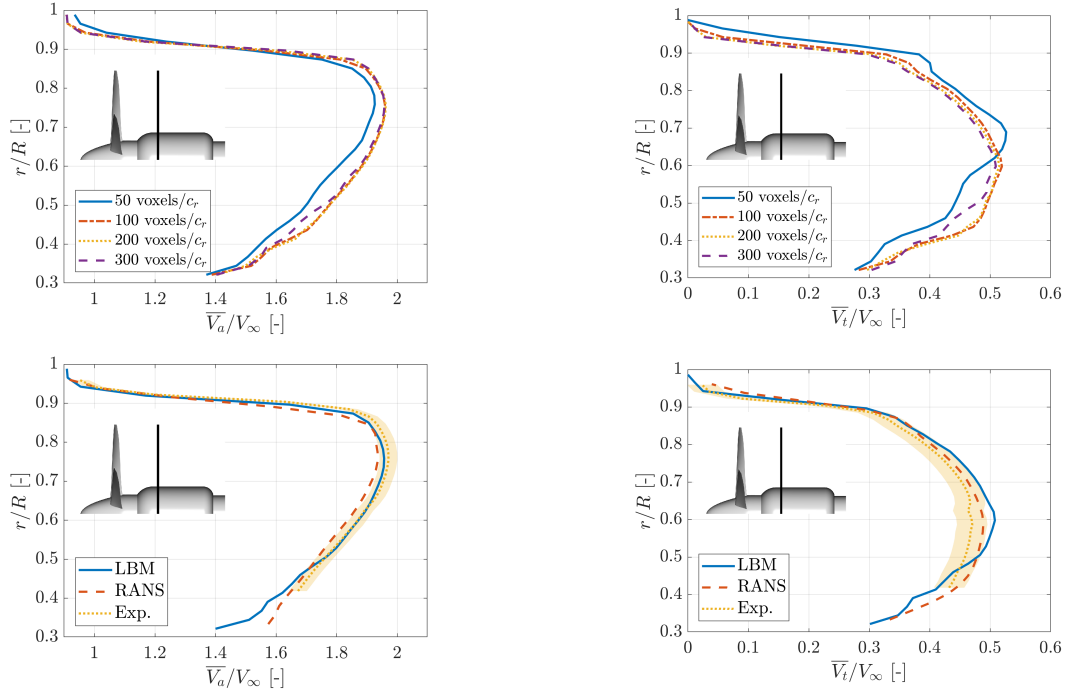 1
0.9
0.8
0.7
0.6
0.5
0.4
0.3
r/R [-]
50 voxels/c_r
100 voxels/c_r
200 voxels/c_r
300 voxels/c_r
1 1.2 1.4 1.6 1.8 2
V̅_a/V_∞ [-]
1
0.9
0.8
0.7
0.6
0.5
0.4
0.3
r/R [-]
50 voxels/c_r
100 voxels/c_r
200 voxels/c_r
300 voxels/c_r
0 0.1 0.2 0.3 0.4 0.5 0.6
V̅_t/V_∞ [-]
1
0.9
0.8
0.7
0.6
0.5
0.4
0.3
r/R [-]
LBM
RANS
Exp.
1 1.2 1.4 1.6 1.8 2
V̅_a/V_∞ [-]
1
0.9
0.8
0.7
0.6
0.5
0.4
0.3
r/R [-]
LBM
RANS
Exp.
0 0.1 0.2 0.3 0.4 0.5 0.6
V̅_t/V_∞ [-]